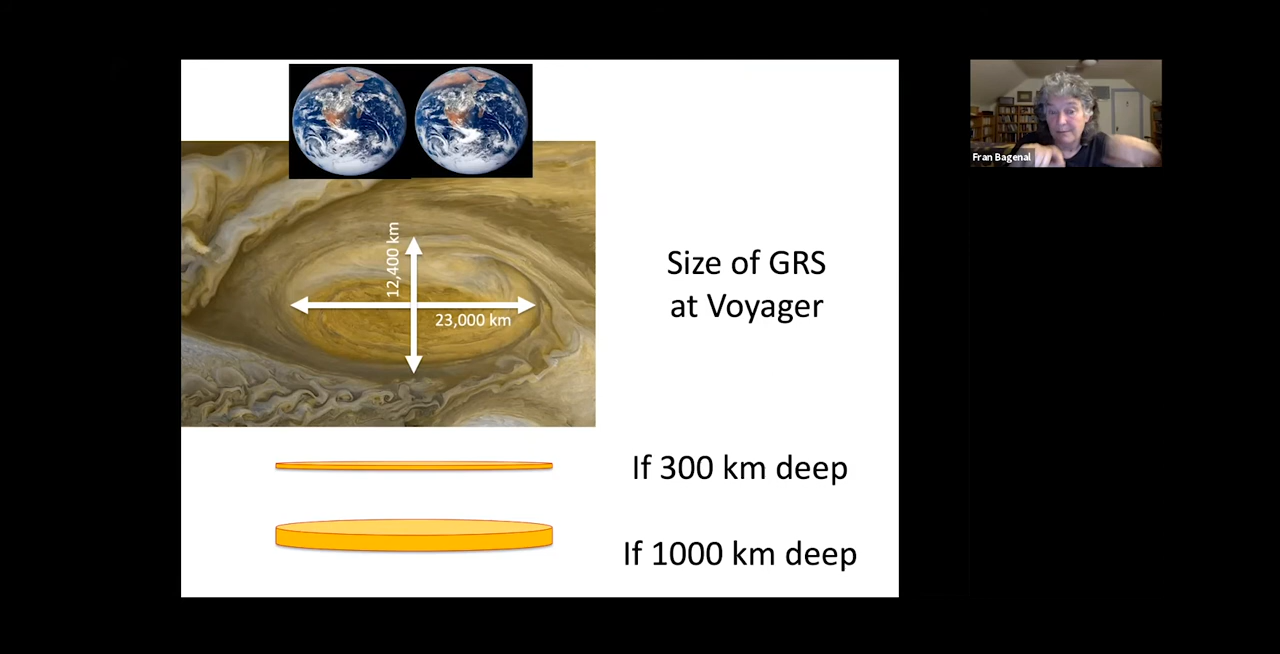 12,400 km
23,000 km
Size of GRS
at Voyager
If 300 km deep
If 1000 km deep
Fran Bagenal